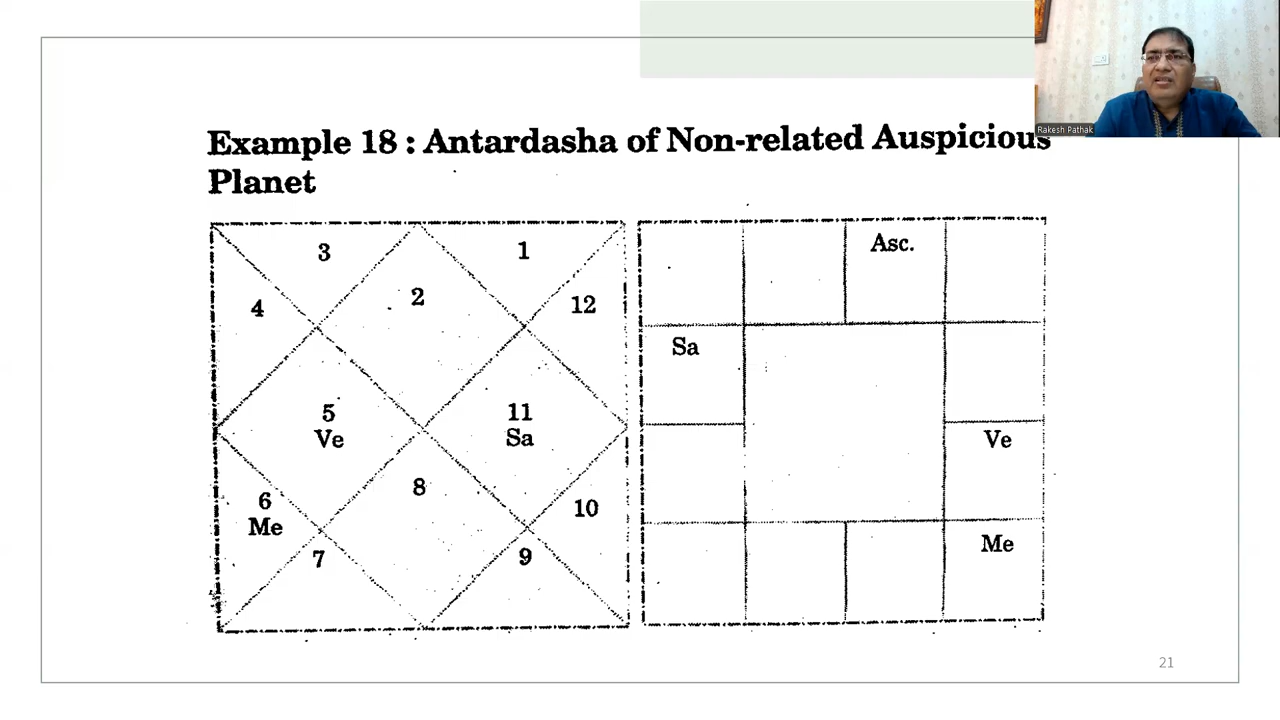 Rakesh Pathak
Example 18 : Antardasha of Non-related Auspicious
Planet
3
1
2
4
12
5
Ve
11
Sa
8
6
Me
10
7
9
Asc.
Sa
Ve
Me
21